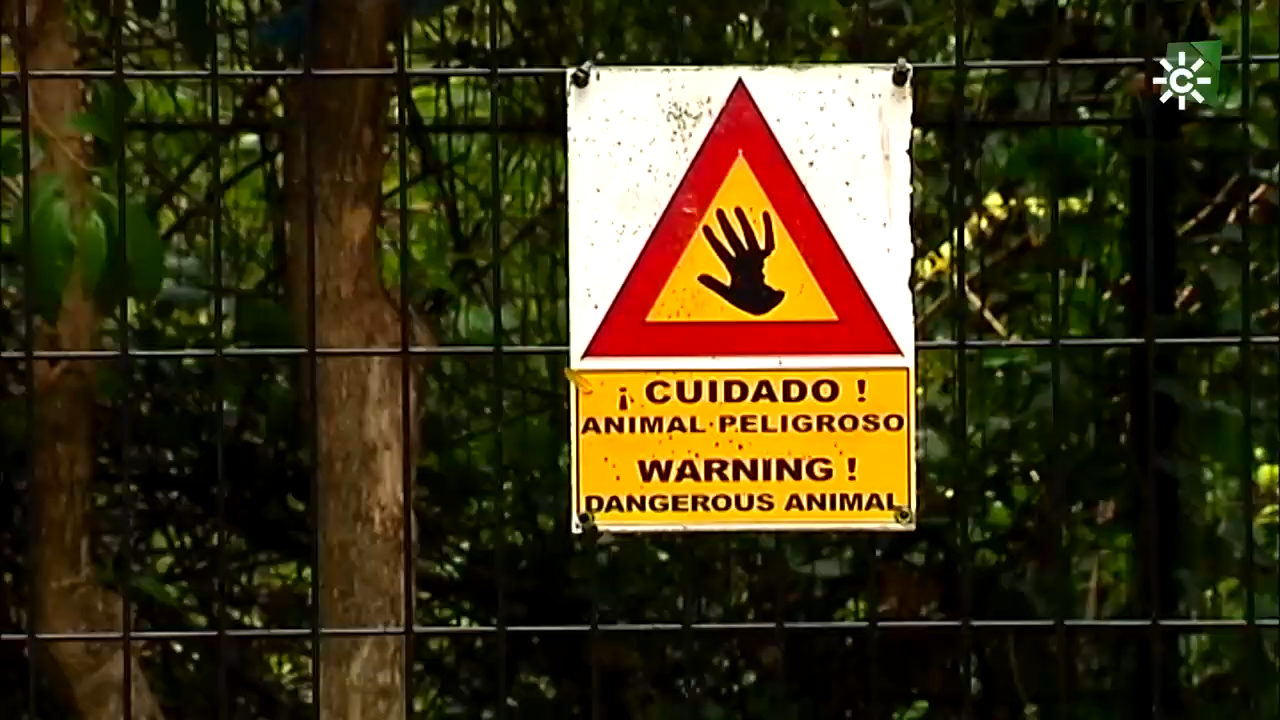 ¡ CUIDADO !
ANIMAL PELIGROSO
WARNING !
DANGEROUS ANIMAL